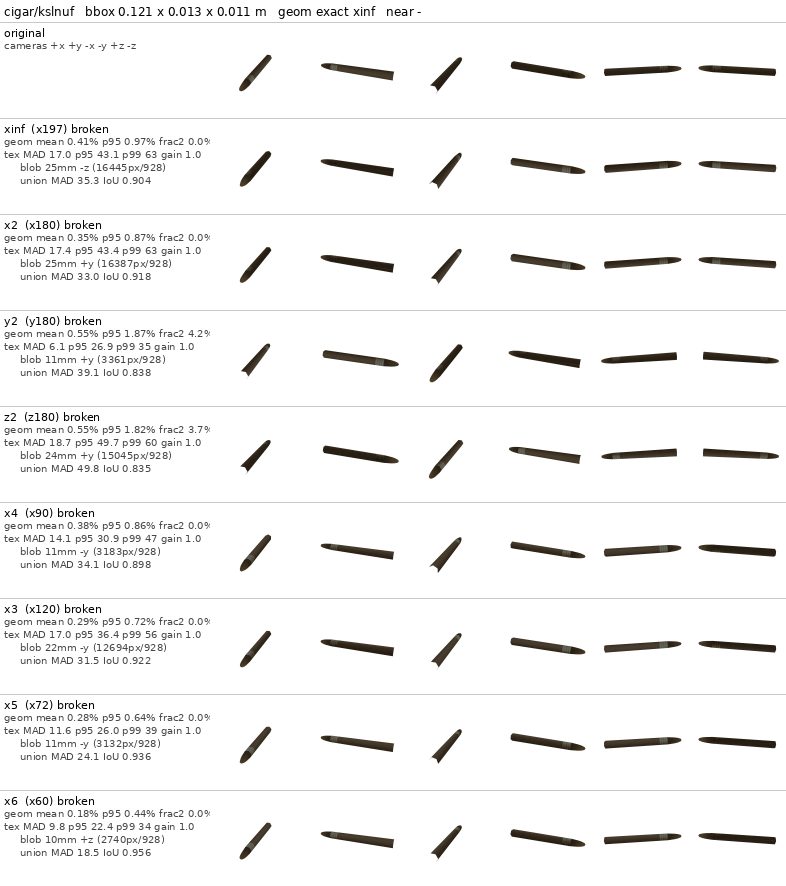 cigar/kslnuf bbox 0.121 x 0.013 x 0.011 m geom exact xinf near -
original
cameras +x +y -x -y +z -z
xinf (x197) broken
geom mean 0.41% p95 0.97% frac2 0.0%
tex MAD 17.0 p95 43.1 p99 63 gain 1.0
blob 25mm -z (16445px/928)
union MAD 35.3 IoU 0.904
x2 (x180) broken
geom mean 0.35% p95 0.87% frac2 0.0%
tex MAD 17.4 p95 43.4 p99 63 gain 1.0
blob 25mm +y (16387px/928)
union MAD 33.0 IoU 0.918
y2 (y180) broken
geom mean 0.55% p95 1.87% frac2 4.2%
tex MAD 6.1 p95 26.9 p99 35 gain 1.0
blob 11mm +y (3361px/928)
union MAD 39.1 IoU 0.838
z2 (z180) broken
geom mean 0.55% p95 1.82% frac2 3.7%
tex MAD 18.7 p95 49.7 p99 60 gain 1.0
blob 24mm +y (15045px/928)
union MAD 49.8 IoU 0.835
x4 (x90) broken
geom mean 0.38% p95 0.86% frac2 0.0%
tex MAD 14.1 p95 30.9 p99 47 gain 1.0
blob 11mm -y (3183px/928)
union MAD 34.1 IoU 0.898
x3 (x120) broken
geom mean 0.29% p95 0.72% frac2 0.0%
tex MAD 17.0 p95 36.4 p99 56 gain 1.0
blob 22mm -y (12694px/928)
union MAD 31.5 IoU 0.922
x5 (x72) broken
geom mean 0.28% p95 0.64% frac2 0.0%
tex MAD 11.6 p95 26.0 p99 39 gain 1.0
blob 11mm -y (3132px/928)
union MAD 24.1 IoU 0.936
x6 (x60) broken
geom mean 0.18% p95 0.44% frac2 0.0%
tex MAD 9.8 p95 22.4 p99 34 gain 1.0
blob 10mm +z (2740px/928)
union MAD 18.5 IoU 0.956